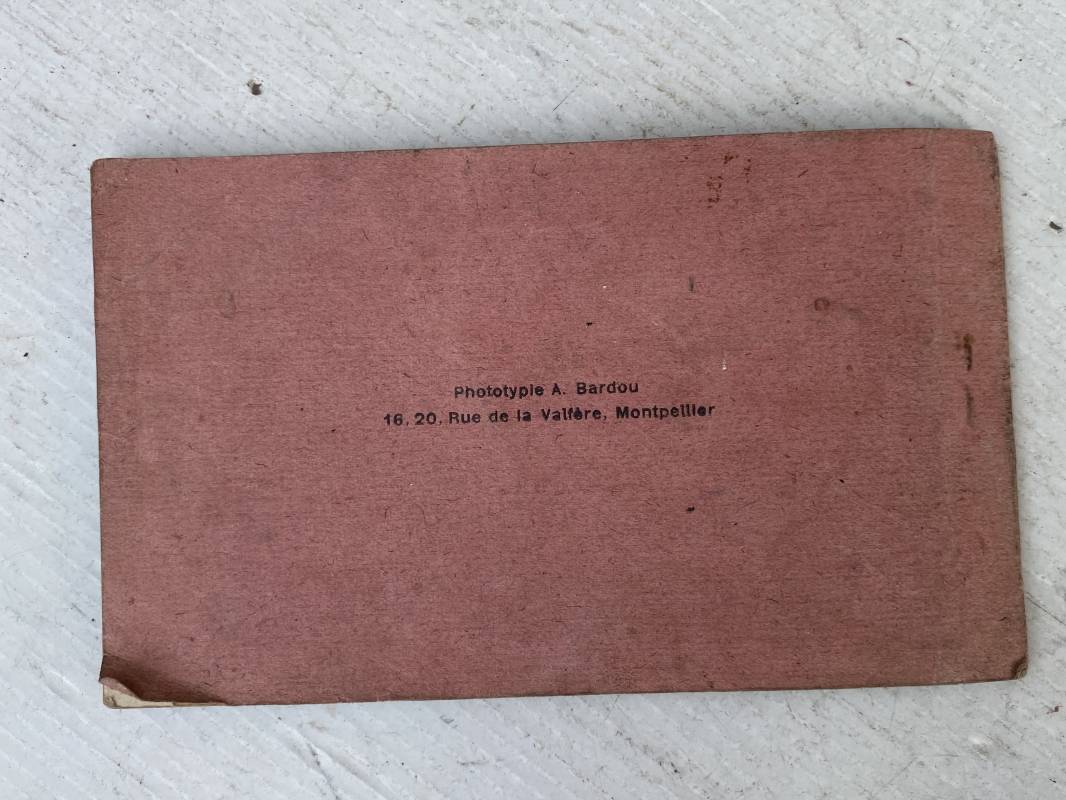 Phototypie A. Bardou
16, 20, Rue de la Valfère, Montpellier